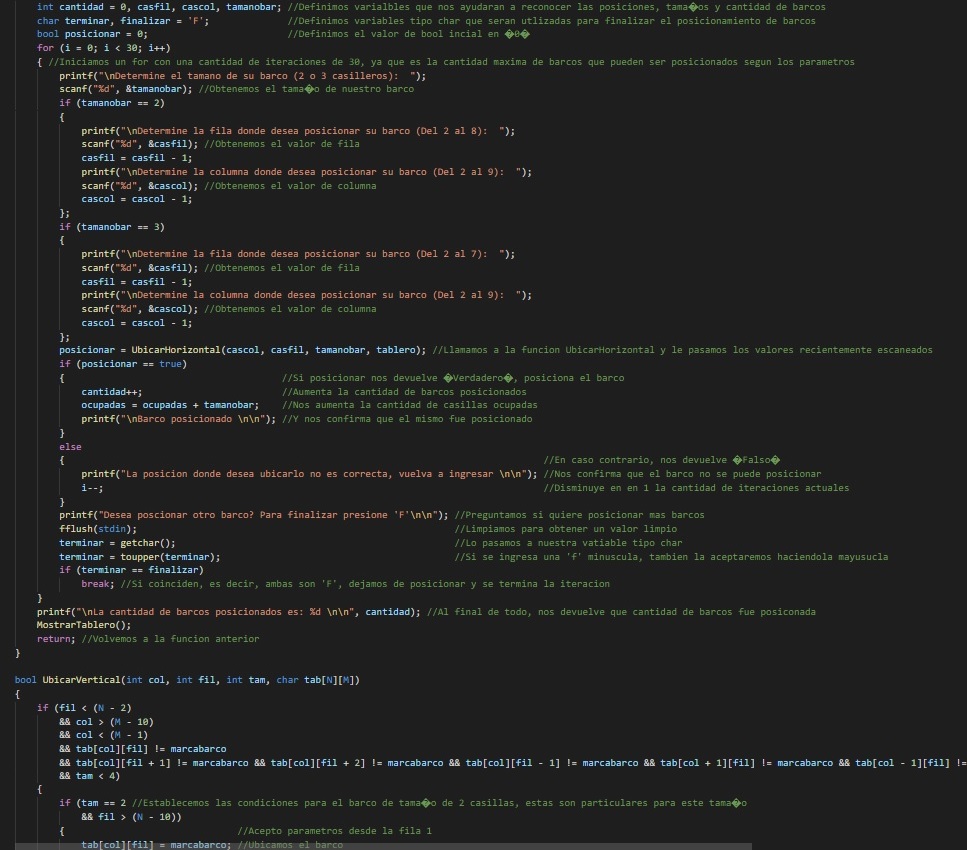 int cantidad = 0, casfil, cascol, tamanobar; //Definimos varialbles que nos ayudaran a reconocer las posiciones, tama�os y cantidad de barcos
char terminar, finalizar = 'F'; //Definimos variables tipo char que seran utlizadas para finalizar el posicionamiento de barcos
bool posicionar = 0; //Definimos el valor de bool incial en �0�
for (i = 0; i < 30; i++)
{ //Iniciamos un for con una cantidad de iteraciones de 30, ya que es la cantidad maxima de barcos que pueden ser posicionados segun los parametros
printf("\nDetermine el tamano de su barco (2 o 3 casilleros):  ");
scanf("%d", &tamanobar); //Obtenemos el tama�o de nuestro barco
if (tamanobar == 2)
{
printf("\nDetermine la fila donde desea posicionar su barco (Del 2 al 8):  ");
scanf("%d", &casfil); //Obtenemos el valor de fila
casfil = casfil - 1;
printf("\nDetermine la columna donde desea posicionar su barco (Del 2 al 9):  ");
scanf("%d", &cascol); //Obtenemos el valor de columna
cascol = cascol - 1;
};
if (tamanobar == 3)
{
printf("\nDetermine la fila donde desea posicionar su barco (Del 2 al 7):  ");
scanf("%d", &casfil); //Obtenemos el valor de fila
casfil = casfil - 1;
printf("\nDetermine la columna donde desea posicionar su barco (Del 2 al 9):  ");
scanf("%d", &cascol); //Obtenemos el valor de columna
cascol = cascol - 1;
};
posicionar = UbicarHorizontal(cascol, casfil, tamanobar, tablero); //Llamamos a la funcion UbicarHorizontal y le pasamos los valores recientemente escaneados
if (posicionar == true)
{ //Si posicionar nos devuelve �Verdadero�, posiciona el barco
cantidad++; //Aumenta la cantidad de barcos posicionados
ocupadas = ocupadas + tamanobar; //Nos aumenta la cantidad de casillas ocupadas
printf("\nBarco posicionado \n\n"); //Y nos confirma que el mismo fue posicionado
}
else
{ //En caso contrario, nos devuelve �Falso�
printf("La posicion donde desea ubicarlo no es correcta, vuelva a ingresar \n\n"); //Nos confirma que el barco no se puede posicionar
i--; //Disminuye en en 1 la cantidad de iteraciones actuales
}
printf("Desea poscionar otro barco? Para finalizar presione 'F'\n\n"); //Preguntamos si quiere posicionar mas barcos
fflush(stdin); //Limpiamos para obtener un valor limpio
terminar = getchar(); //Lo pasamos a nuestra vatiable tipo char
terminar = toupper(terminar); //Si se ingresa una 'f' minuscula, tambien la aceptaremos haciendola mayusucla
if (terminar == finalizar)
break; //Si coinciden, es decir, ambas son 'F', dejamos de posicionar y se termina la iteracion
}
printf("\nLa cantidad de barcos posicionados es: %d \n\n", cantidad); //Al final de todo, nos devuelve que cantidad de barcos fue posiconada
MostrarTablero();
return; //Volvemos a la funcion anterior
}
bool UbicarVertical(int col, int fil, int tam, char tab[N][M])
{
if (fil < (N - 2)
&& col > (M - 10)
&& col < (M - 1)
&& tab[col][fil] != marcabarco
&& tab[col][fil + 1] != marcabarco && tab[col][fil + 2] != marcabarco && tab[col][fil - 1] != marcabarco && tab[col + 1][fil] != marcabarco && tab[col - 1][fil] !=
&& tam < 4)
{
if (tam == 2 //Establecemos las condiciones para el barco de tama�o de 2 casillas, estas son particulares para este tama�o
&& fil > (N - 10))
{ //Acepto parametros desde la fila 1
tab[col][fil] = marcabarco; //Ubicamos el barco